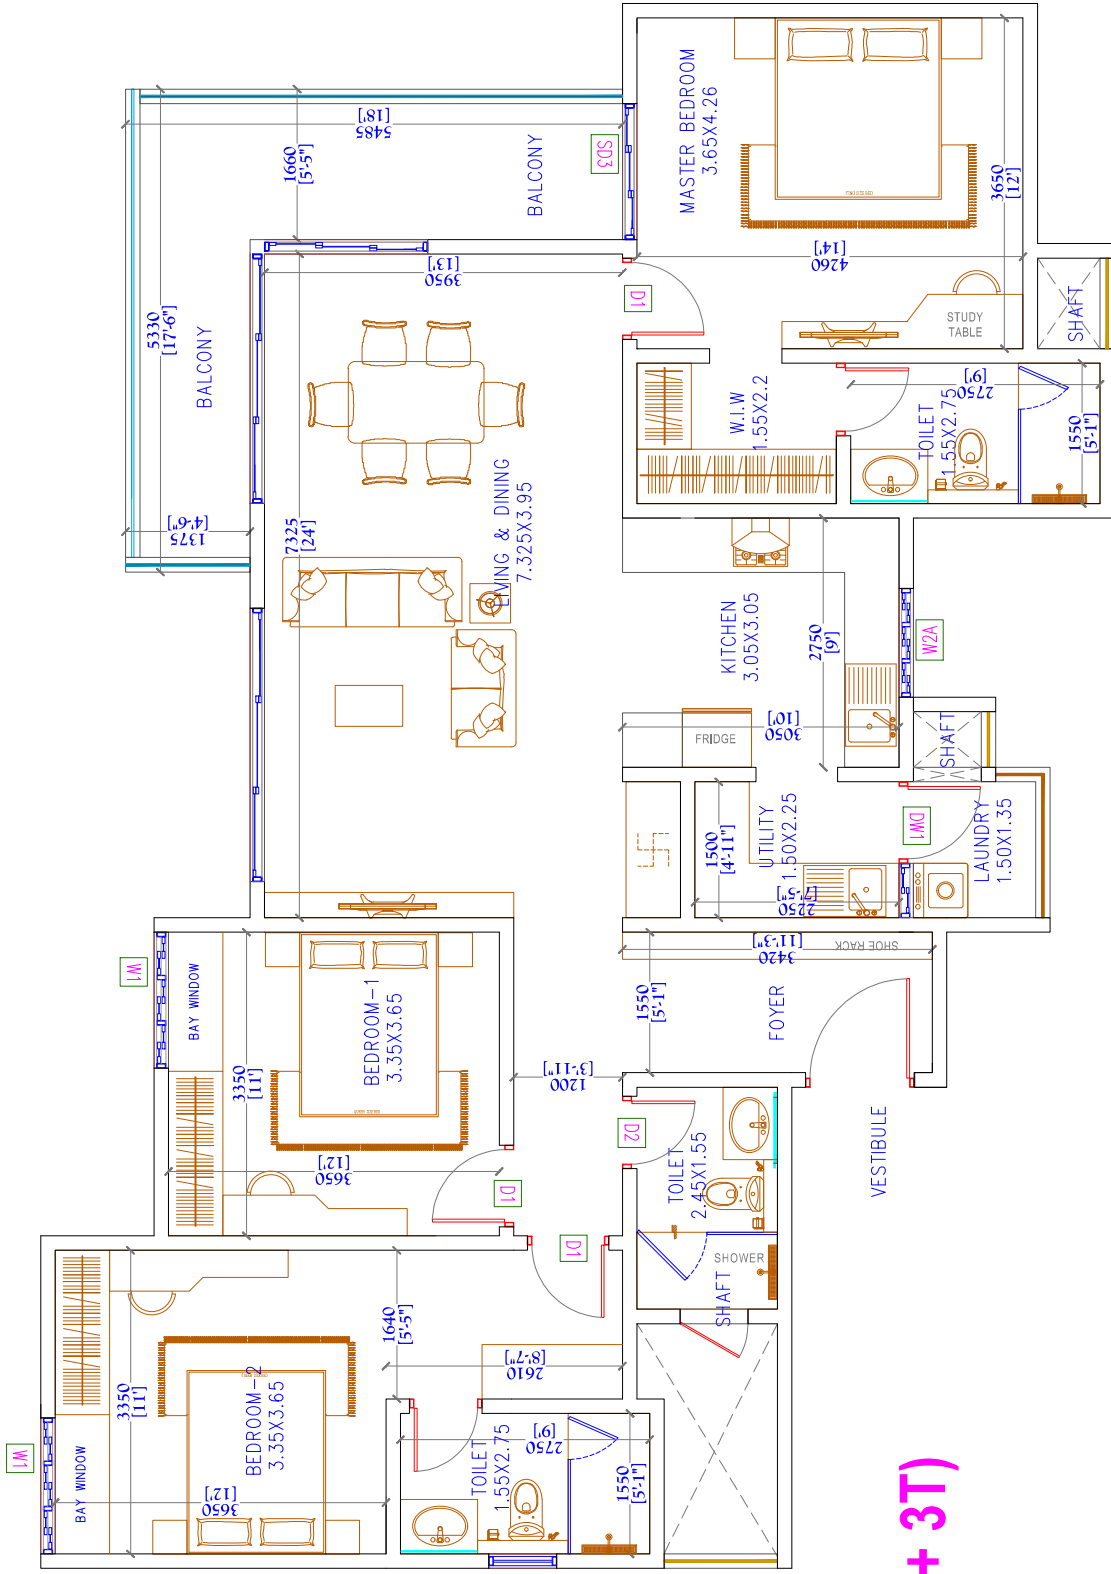 MASTER BEDROOM
3.65X4.26
3650
[12']
4260
[14']
STUDY
TABLE
SHAFT
5485
[18']
1660
[5'-5"]
BALCONY
SD3
3950
[13']
D1
5330
[17'-6"]
BALCONY
1375
[4'-6"]
W.I.W
1.55X2.2
TOILET
1.55X2.75
2750
[9']
1550
[5'-1"]
LIVING & DINING
7.325X3.95
7325
[24']
KITCHEN
3.05X3.05
2750
[9']
W2A
3050
[10']
FRIDGE
SHAFT
1500
[4'-11"]
UTILITY
1.50X2.25
2250
[7'-5"]
DW1
LAUNDRY
1.50X1.35
3420
[11'-3"]
SHOE RACK
1550
[5'-1"]
FOYER
W1
BAY WINDOW
3350
[11']
BEDROOM-1
3.35X3.65
3650
[12']
1200
[3'-11"]
D1
D2
TOILET
2.45X1.55
VESTIBULE
D1
SHOWER
SHAFT
1640
[5'-5"]
2610
[8'-7"]
3350
[11']
BEDROOM-2
3.35X3.65
W1
BAY WINDOW
3650
[12']
TOILET
1.55X2.75
2750
[9']
1550
[5'-1"]
+ 3T)